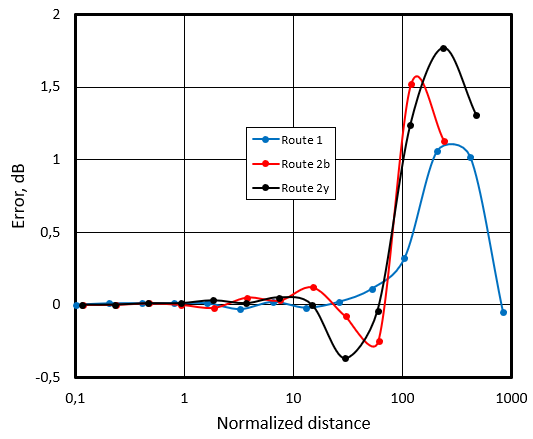 2
1,5
1
0,5
0
-0,5
Error, dB
Route 1
Route 2b
Route 2y
0,1 1 10 100 1000
Normalized distance